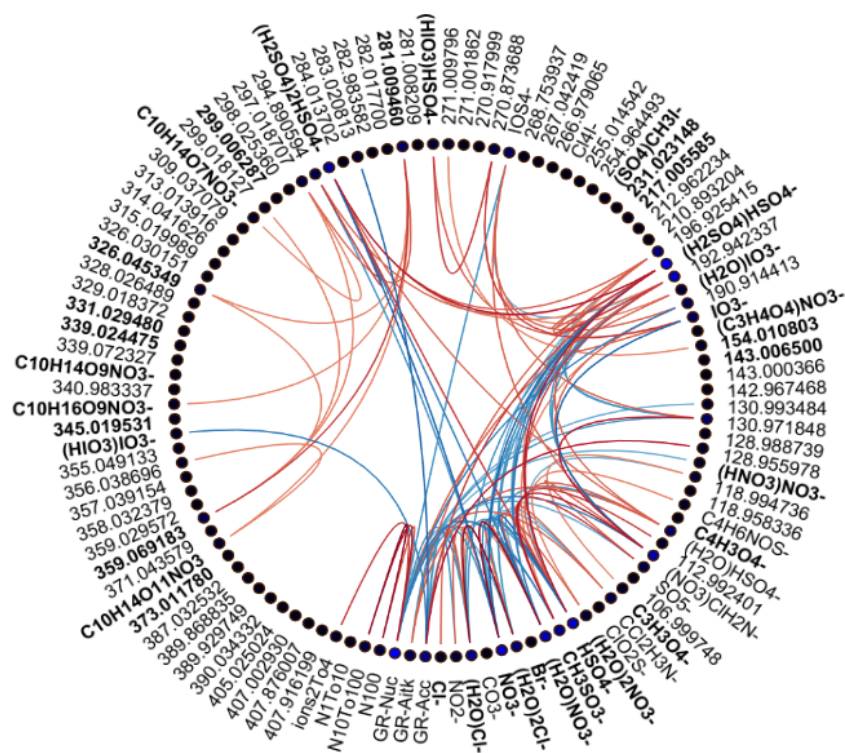 (HIO3)HSO4-
271.009796
271.001862
270.917999
270.873688
IOS4-
268.753937
267.042419
266.979065
Cl4I-
255.014542
254.964493
(SO4)CH3I-
231.023148
217.005585
212.962234
210.893204
196.925415
(H2SO4)HSO4-
192.942337
(H2O)IO3-
190.914413
IO3-
(C3H4O4)NO3-
154.010803
143.006500
143.000366
142.967468
130.993484
130.971848
128.988739
128.955978
(HNO3)NO3-
118.994736
118.958336
C4H6NOS-
C4H3O4-
(H2O)HSO4-
112.992401
(NO3)ClH2N-
SO5-
106.999748
C3H3O4-
CCl2H3N-
ClO2S-
(H2O)2NO3-
HSO4-
CH3SO3-
(H2O)NO3-
Br-
(H2O)2Cl-
NO3-
CO3-
(H2O)Cl-
NO2-
Cl-
GR-Acc
GR-Aitk
GR-Nuc
N100
N10To100
N1To10
ions2To4
407.916199
407.876007
407.002930
405.025024
390.034332
389.929749
389.868835
387.032532
373.011780
C10H14O11NO3
371.043579
359.069183
359.029572
358.032379
357.039154
356.038696
355.049133
(HIO3)IO3-
345.019531
C10H16O9NO3-
340.983337
C10H14O9NO3-
339.072327
339.024475
331.029480
329.018372
328.026489
326.045349
326.030151
315.019989
314.041626
313.013916
309.037079
C10H14O7NO3-
299.018127
299.006287
298.025360
297.018707
294.890594
(H2SO4)2HSO4-
284.013702
283.020813
282.983582
282.017700
281.009460
281.008209